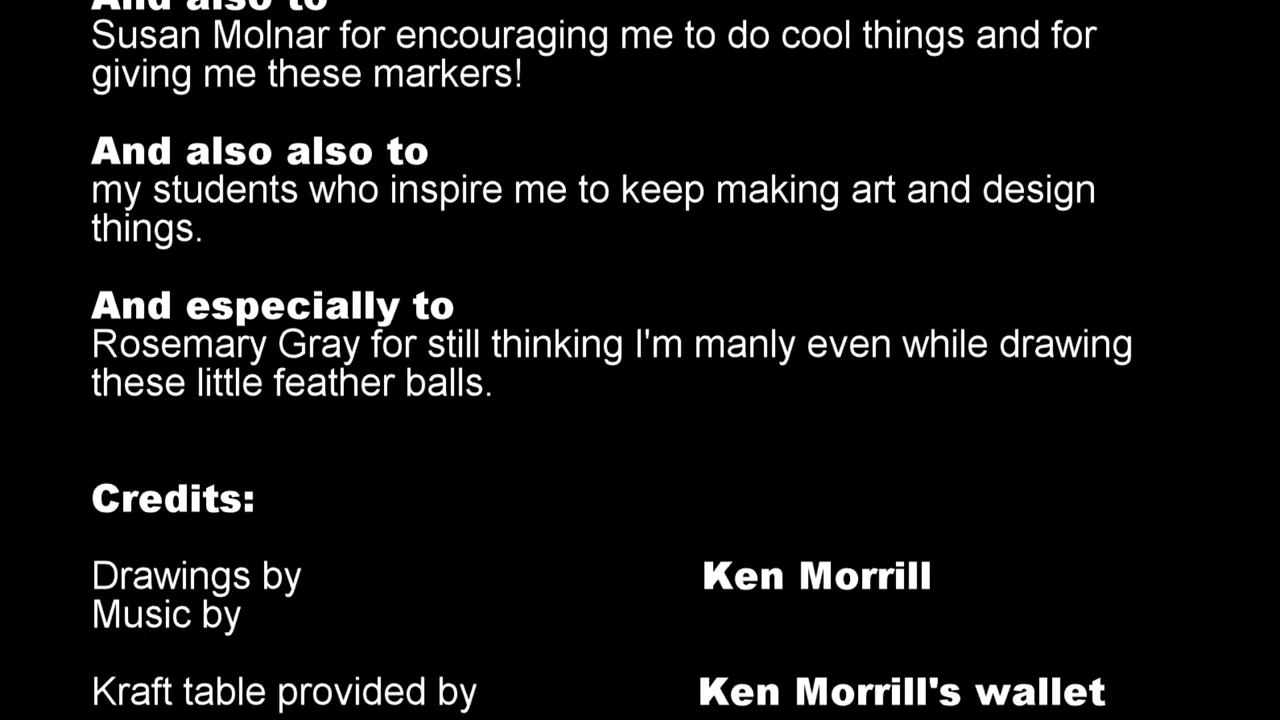 And also to
Susan Molnar for encouraging me to do cool things and for
giving me these markers!
And also also to
my students who inspire me to keep making art and design
things.
And especially to
Rosemary Gray for still thinking I'm manly even while drawing
these little feather balls.
Credits:
Drawings by Ken Morrill
Music by
Kraft table provided by Ken Morrill's wallet